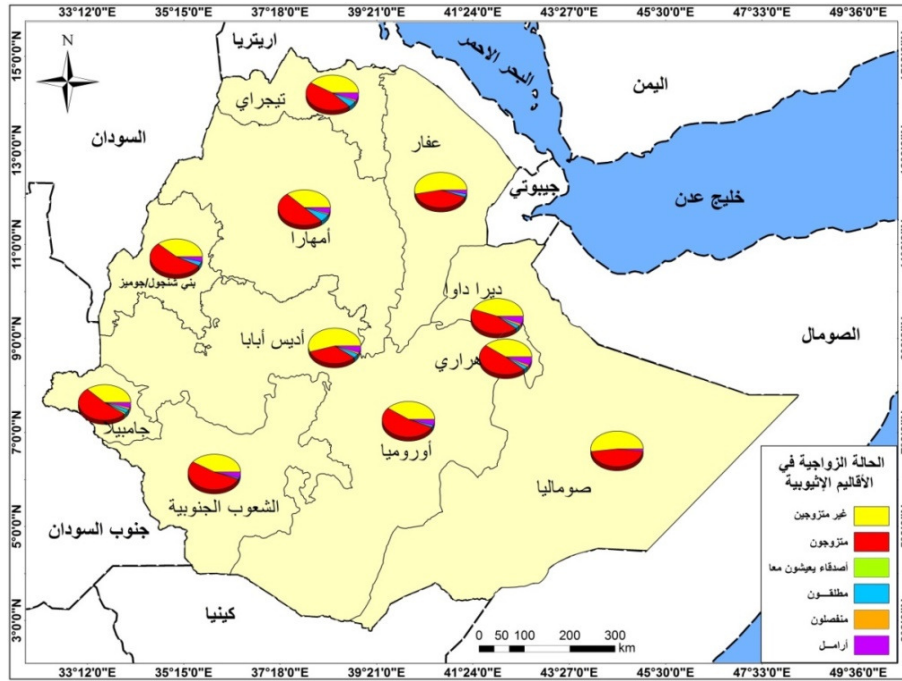 33°12'0"E 35°15'0"E 37°18'0"E 39°21'0"E 41°24'0"E 43°27'0"E 45°30'0"E 47°33'0"E 49°36'0"E
15°0'0"N
13°0'0"N
11°0'0"N
9°0'0"N
7°0'0"N
5°0'0"N
3°0'0"N
N
اريتريا
البحر الاحمر
اليمن
تيجراي
السودان
عفار
جيبوتي
خليج عدن
أمهارا
بني شنجول/جوميز
ديرا داوا
أديس أبابا
الصومال
هراري
جامبيلا
أوروميا
صوماليا
الشعوب الجنوبية
جنوب السودان
كينيا
الحالة الزواجية في
الأقاليم الإثيوبية
غير متزوجين
متزوجون
أصدقاء يعيشون معا
مطلقـــون
منفصلون
أرامــل
0 50 100 200 300
km
33°12'0"E 35°15'0"E 37°18'0"E 39°21'0"E 41°24'0"E 43°27'0"E 45°30'0"E 47°33'0"E 49°36'0"E